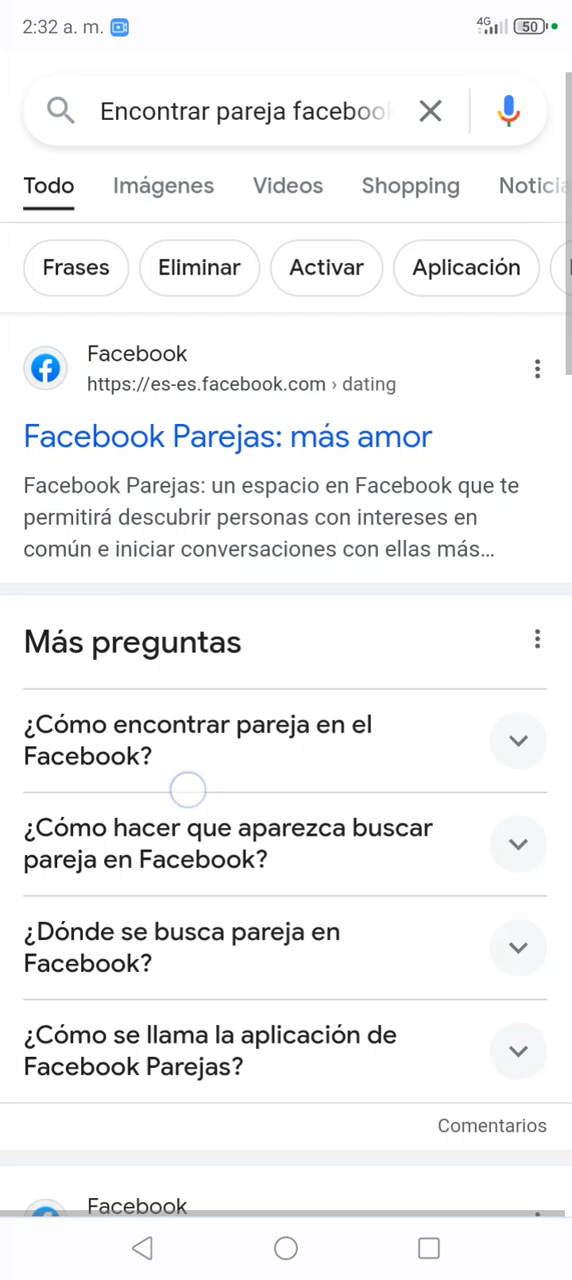 2:32 a. m.
4G
50
Encontrar pareja faceboo
Todo
Imágenes
Videos
Shopping
Noticia
Frases
Eliminar
Activar
Aplicación
Facebook
https://es-es.facebook.com › dating
Facebook Parejas: más amor
Facebook Parejas: un espacio en Facebook que te
permitirá descubrir personas con intereses en
común e iniciar conversaciones con ellas más...
Más preguntas
¿Cómo encontrar pareja en el
Facebook?
¿Cómo hacer que aparezca buscar
pareja en Facebook?
¿Dónde se busca pareja en
Facebook?
¿Cómo se llama la aplicación de
Facebook Parejas?
Comentarios
Facebook